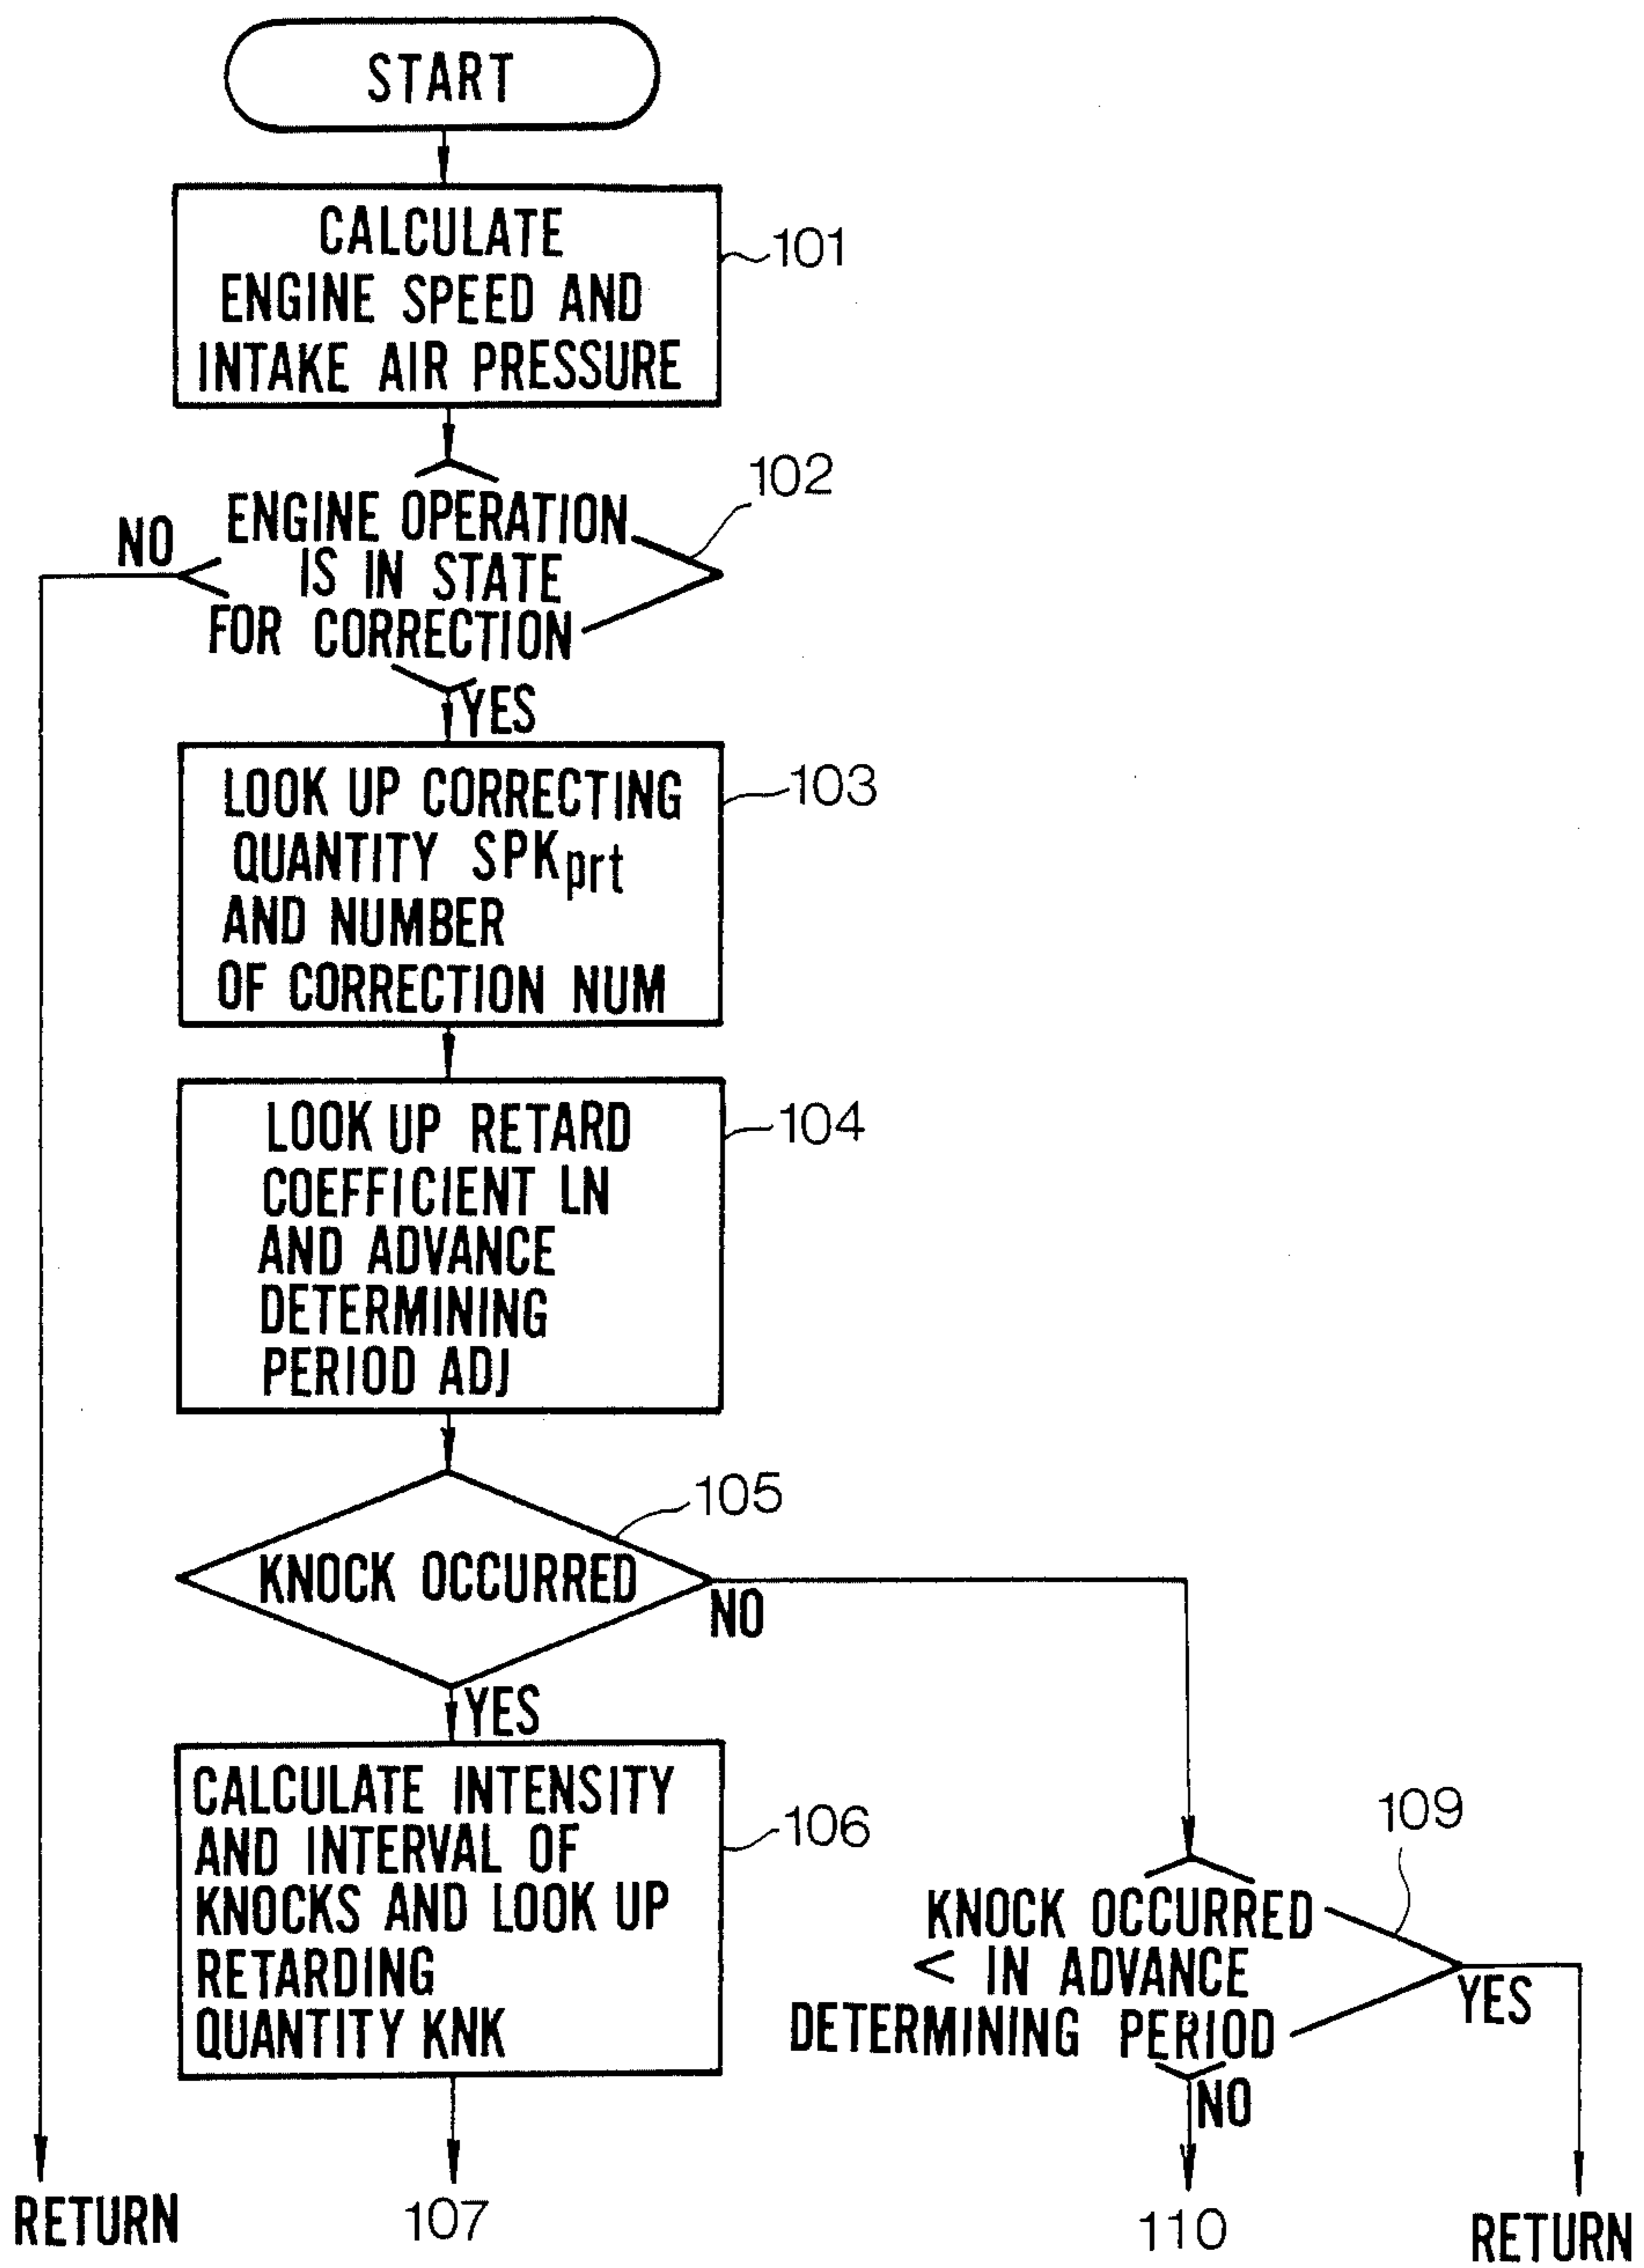 START
CALCULATE
ENGINE SPEED AND
INTAKE AIR PRESSURE
101
102
NO
ENGINE OPERATION
IS IN STATE
FOR CORRECTION
YES
LOOK UP CORRECTING
QUANTITY SPKprt
AND NUMBER
OF CORRECTION NUM
103
LOOK UP RETARD
COEFFICIENT LN
AND ADVANCE
DETERMINING
PERIOD ADJ
104
105
KNOCK OCCURRED
NO
YES
CALCULATE INTENSITY
AND INTERVAL OF
KNOCKS AND LOOK UP
RETARDING
QUANTITY KNK
106
109
KNOCK OCCURRED
IN ADVANCE
DETERMINING PERIOD
YES
NO
RETURN
107
110
RETURN